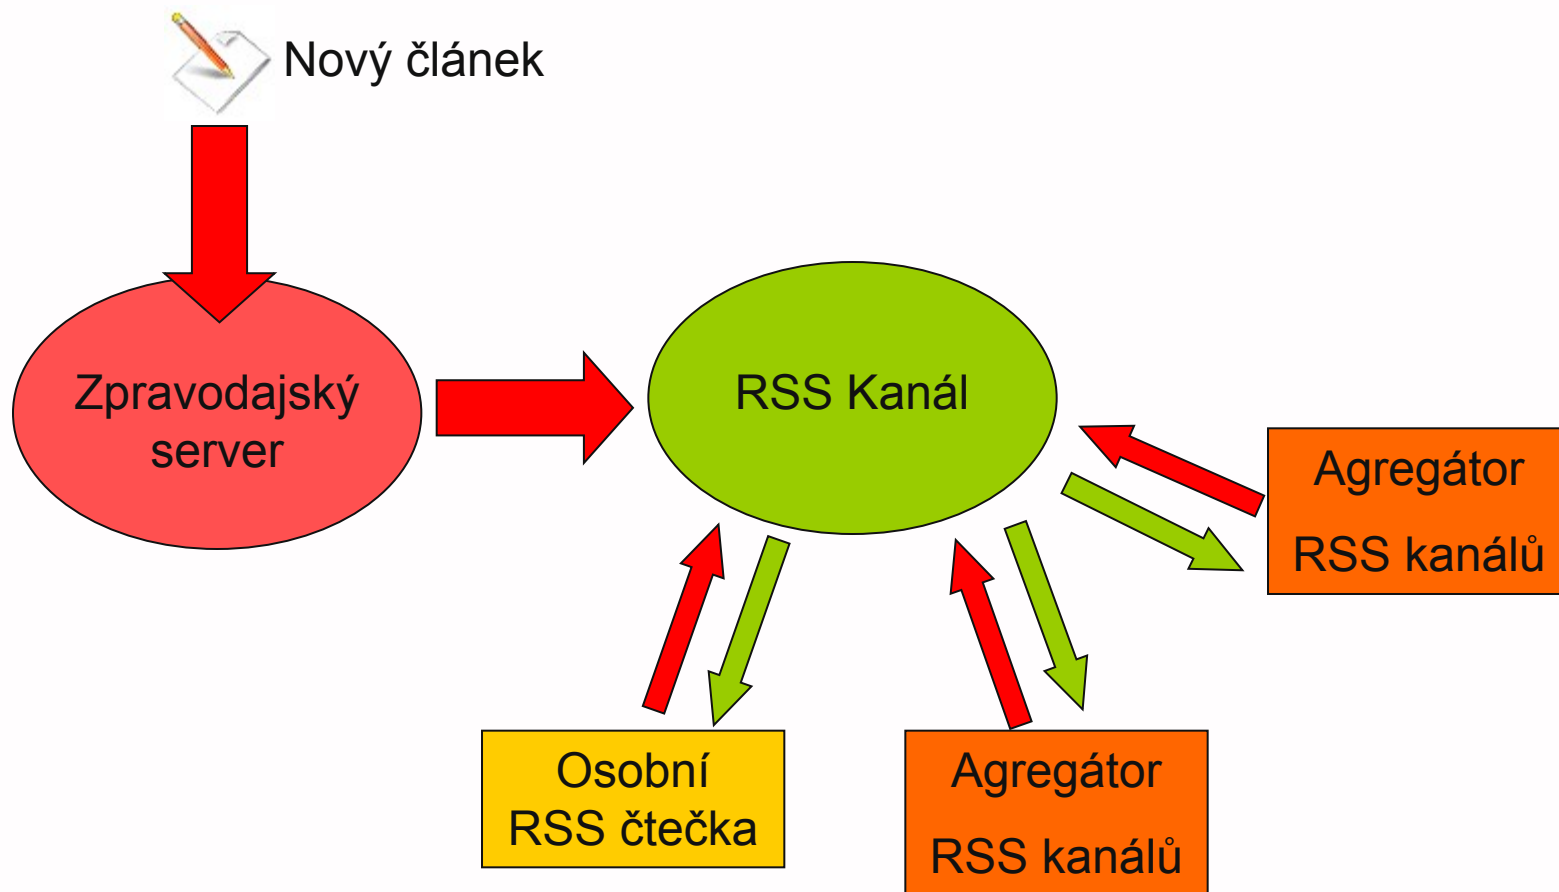 Nový článek
Zpravodajský
server
RSS Kanál
Agregátor
RSS kanálů
Osobní
RSS čtečka
Agregátor
RSS kanálů